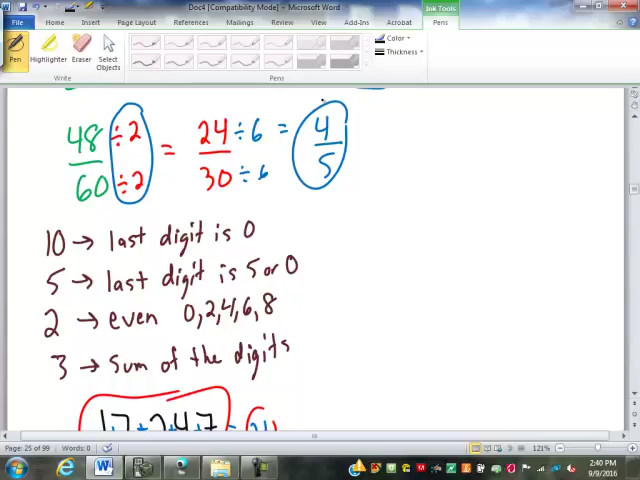 Doc4 [Compatibility Mode] - Microsoft Word
Ink Tools
File Home Insert Page Layout References Mailings Review View Add-Ins Acrobat Pens
Color
Thickness
Pen Highlighter Eraser Select Objects
Write
Pens
48/60 ÷2/÷2 = 24/30 ÷6/÷6 = 4/5
10 → last digit is 0
5 → last digit is 5 or 0
2 → even 0,2,4,6,8
3 → sum of the digits
Page: 25 of 99 Words: 0 121%
2:40 PM
9/9/2016